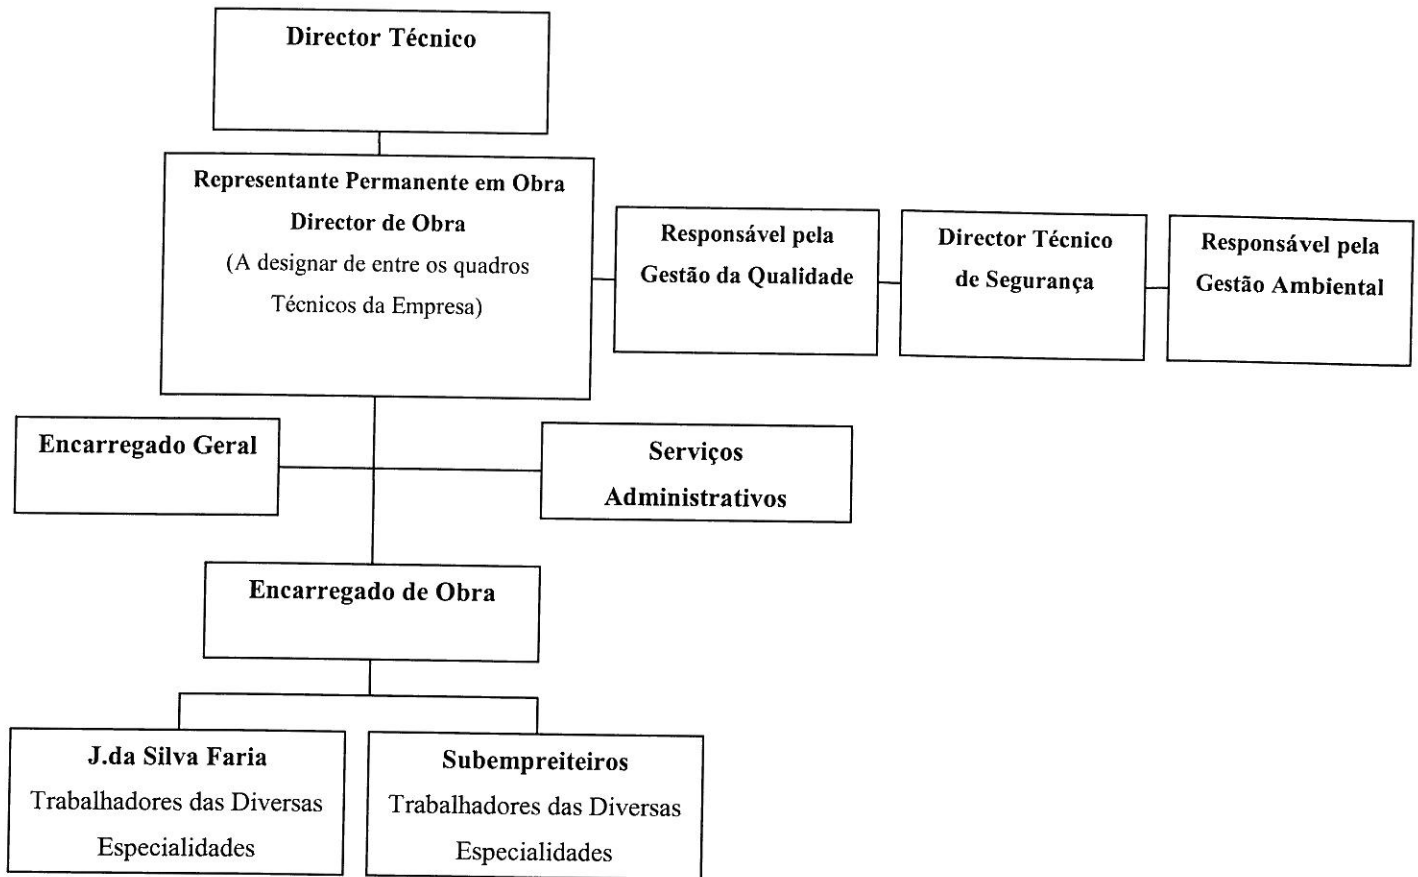 Director Técnico
Representante Permanente em Obra
Director de Obra
(A designar de entre os quadros
Técnicos da Empresa)
Responsável pela
Gestão da Qualidade
Director Técnico
de Segurança
Responsável pela
Gestão Ambiental
Encarregado Geral
Serviços
Administrativos
Encarregado de Obra
J.da Silva Faria
Trabalhadores das Diversas
Especialidades
Subempreiteiros
Trabalhadores das Diversas
Especialidades